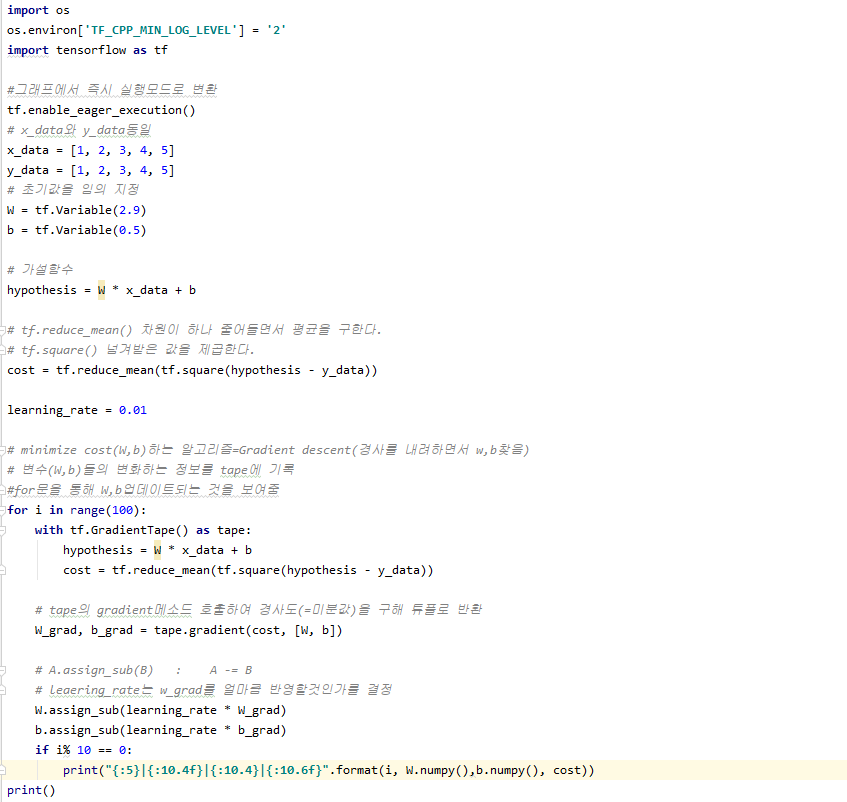 import os
os.environ['TF_CPP_MIN_LOG_LEVEL'] = '2'
import tensorflow as tf
#그래프에서 즉시 실행모드로 변환
tf.enable_eager_execution()
# x_data와 y_data동일
x_data = [1, 2, 3, 4, 5]
y_data = [1, 2, 3, 4, 5]
# 초기값을 임의 지정
W = tf.Variable(2.9)
b = tf.Variable(0.5)
# 가설함수
hypothesis = W * x_data + b
# tf.reduce_mean() 차원이 하나 줄어들면서 평균을 구한다.
# tf.square() 넘겨받은 값을 제곱한다.
cost = tf.reduce_mean(tf.square(hypothesis - y_data))
learning_rate = 0.01
# minimize cost(W,b)하는 알고리즘=Gradient descent(경사를 내려하면서 w,b찾음)
# 변수(W,b)들의 변화하는 정보를 tape에 기록
#for문을 통해 W,b업데이트되는 것을 보여줌
for i in range(100):
    with tf.GradientTape() as tape:
        hypothesis = W * x_data + b
        cost = tf.reduce_mean(tf.square(hypothesis - y_data))
    # tape의 gradient메소드 호출하여 경사도(=미분값)을 구해 튜플로 반환
    W_grad, b_grad = tape.gradient(cost, [W, b])
    # A.assign_sub(B)   :    A -= B
    # leaering_rate는 w_grad를 얼마큼 반영할것인가를 결정
    W.assign_sub(learning_rate * W_grad)
    b.assign_sub(learning_rate * b_grad)
    if i% 10 == 0:
        print("{:5}|{:10.4f}|{:10.4}|{:10.6f}".format(i, W.numpy(),b.numpy(), cost))
print()